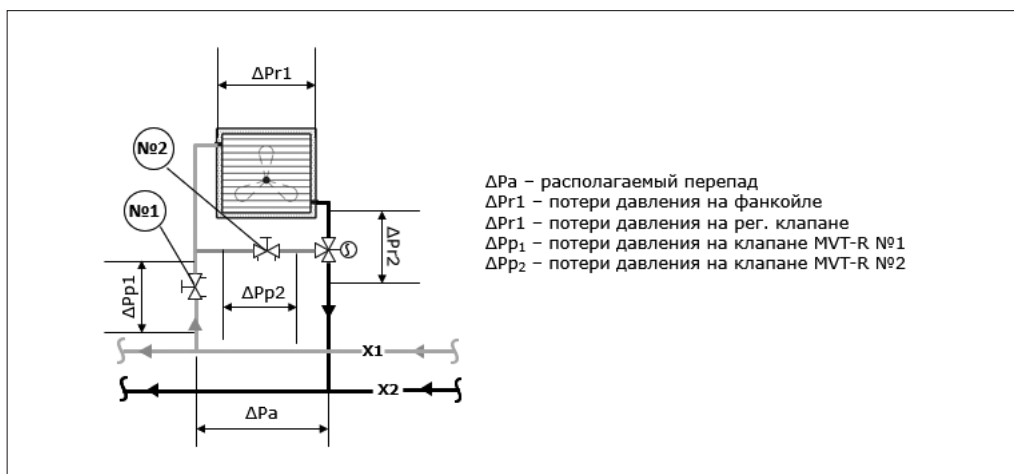 ΔPr1
№2
№1
ΔPr2
ΔPp1
ΔPp2
X1
X2
ΔPa
ΔPa – располагаемый перепад
ΔPr1 – потери давления на фанкойле
ΔPr1 – потери давления на рег. клапане
ΔPp₁ – потери давления на клапане MVT-R №1
ΔPp₂ – потери давления на клапане MVT-R №2